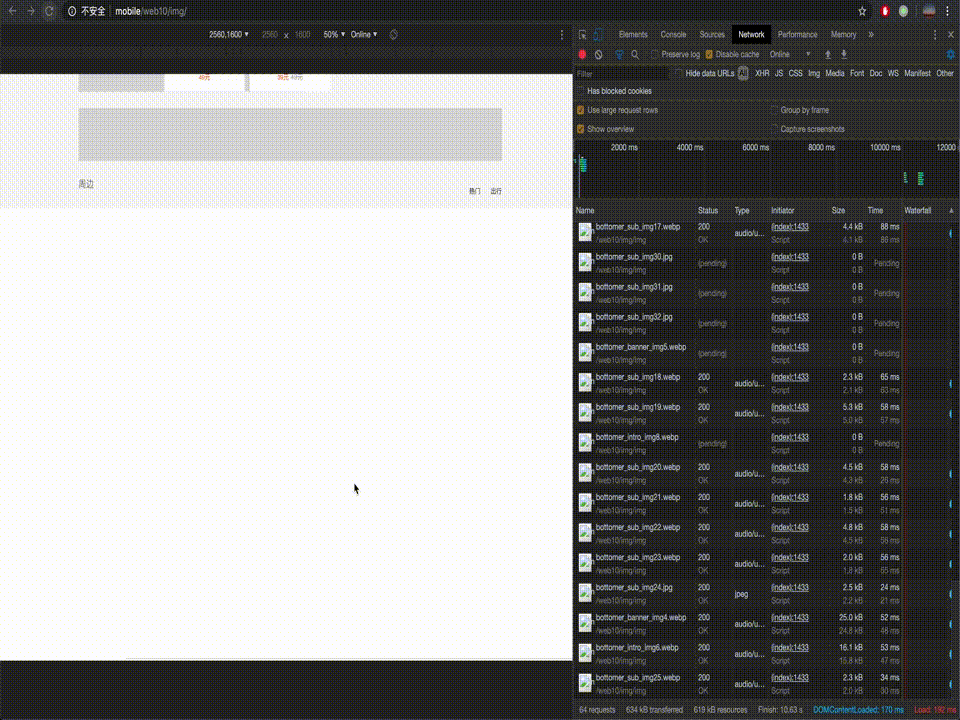 不安全 mobile/web10/img/
2560,1600 ▼ 2560 x 1600 50% ▼ Online ▼
Elements Console Sources Network Performance Memory »
Preserve log Disable cache Online ▼
Filter Hide data URLs All XHR JS CSS Img Media Font Doc WS Manifest Other
Has blocked cookies
Use large request rows Group by frame
Show overview Capture screenshots
2000 ms 4000 ms 6000 ms 8000 ms 10000 ms 12000
周边
热门 出行
Name Status Type Initiator Size Time Waterfall
bottomer_sub_img17.webp 200 audio/u... (index):1433 4.4 kB 88 ms
/web10/img/img OK Script 4.1 kB 86 ms
bottomer_sub_img30.jpg (pending) (index):1433 0 B Pending
/web10/img/img Script 0 B
bottomer_sub_img31.jpg (pending) (index):1433 0 B Pending
/web10/img/img Script 0 B
bottomer_sub_img32.jpg (pending) (index):1433 0 B Pending
/web10/img/img Script 0 B
bottomer_banner_img5.webp (pending) (index):1433 0 B Pending
/web10/img/img Script 0 B
bottomer_sub_img18.webp 200 audio/u... (index):1433 2.3 kB 65 ms
/web10/img/img OK Script 2.1 kB 63 ms
bottomer_sub_img19.webp 200 audio/u... (index):1433 5.3 kB 58 ms
/web10/img/img OK Script 5.0 kB 57 ms
bottomer_intro_img8.webp (pending) (index):1433 0 B Pending
/web10/img/img Script 0 B
bottomer_sub_img20.webp 200 audio/u... (index):1433 4.5 kB 58 ms
/web10/img/img OK Script 4.3 kB 26 ms
bottomer_sub_img21.webp 200 audio/u... (index):1433 1.8 kB 56 ms
/web10/img/img OK Script 1.5 kB 51 ms
bottomer_sub_img22.webp 200 audio/u... (index):1433 4.8 kB 58 ms
/web10/img/img OK Script 4.5 kB 56 ms
bottomer_sub_img23.webp 200 audio/u... (index):1433 2.0 kB 56 ms
/web10/img/img OK Script 1.8 kB 55 ms
bottomer_sub_img24.jpg 200 jpeg (index):1433 2.5 kB 24 ms
/web10/img/img OK Script 2.2 kB 21 ms
bottomer_banner_img4.webp 200 audio/u... (index):1433 25.0 kB 52 ms
/web10/img/img OK Script 24.8 kB 48 ms
bottomer_intro_img6.webp 200 audio/u... (index):1433 16.1 kB 53 ms
/web10/img/img OK Script 15.8 kB 47 ms
bottomer_sub_img25.webp 200 audio/u... (index):1433 2.3 kB 34 ms
/web10/img/img OK Script 2.0 kB 30 ms
64 requests 634 kB transferred 619 kB resources Finish: 10.63 s DOMContentLoaded: 170 ms Load: 192 ms